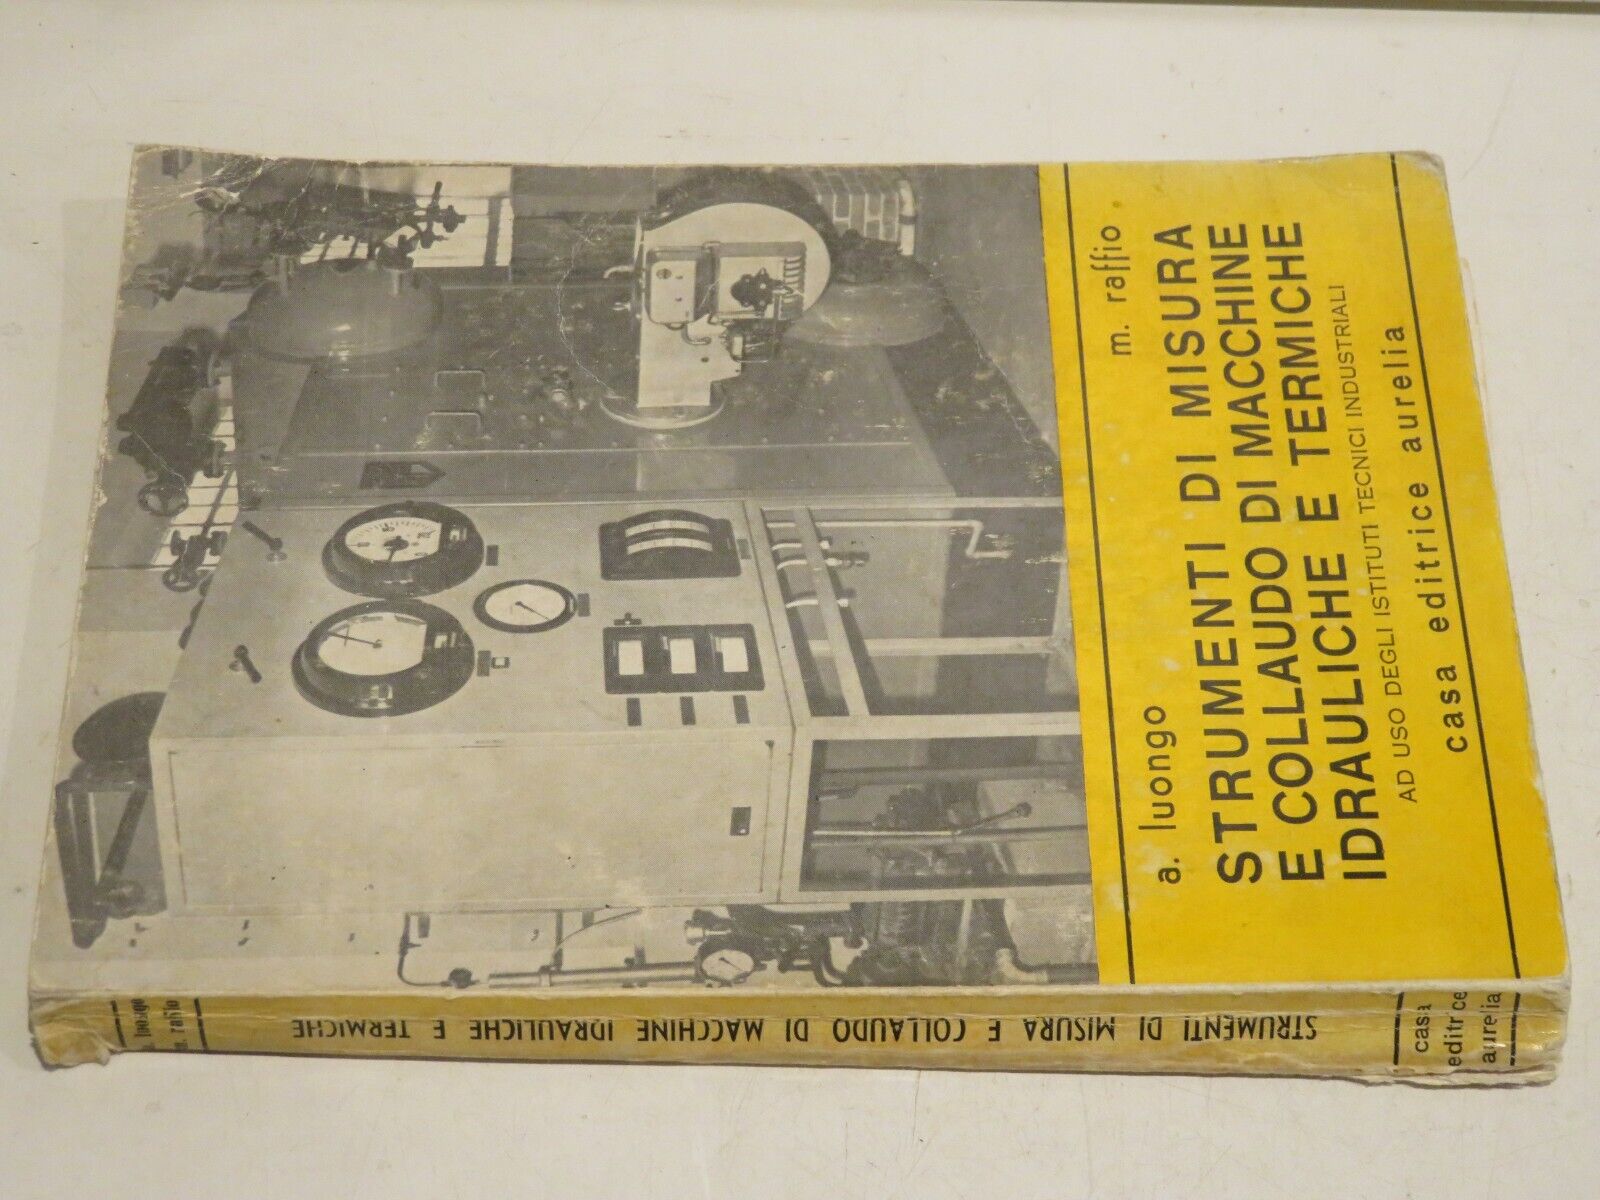 a. luongo m. raffio
STRUMENTI DI MISURA
E COLLAUDO DI MACCHINE
IDRAULICHE E TERMICHE
AD USO DEGLI ISTITUTI TECNICI INDUSTRIALI
casa editrice aurelia
a. luongo
m. raffio
STRUMENTI DI MISURA E COLLAUDO DI MACCHINE IDRAULICHE E TERMICHE
casa
editrice
aurelia